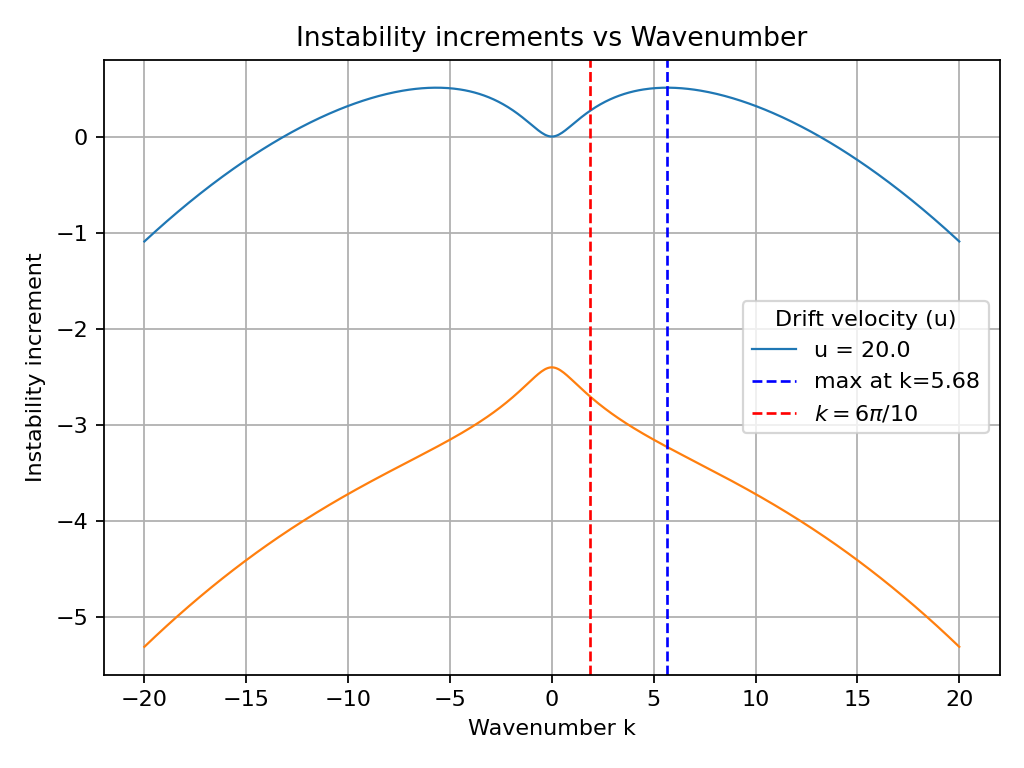 Instability increments vs Wavenumber
Instability increment
0
−1
−2
−3
−4
−5
Drift velocity (u)
u = 20.0
max at k=5.68
k = 6π/10
−20 −15 −10 −5 0 5 10 15 20
Wavenumber k